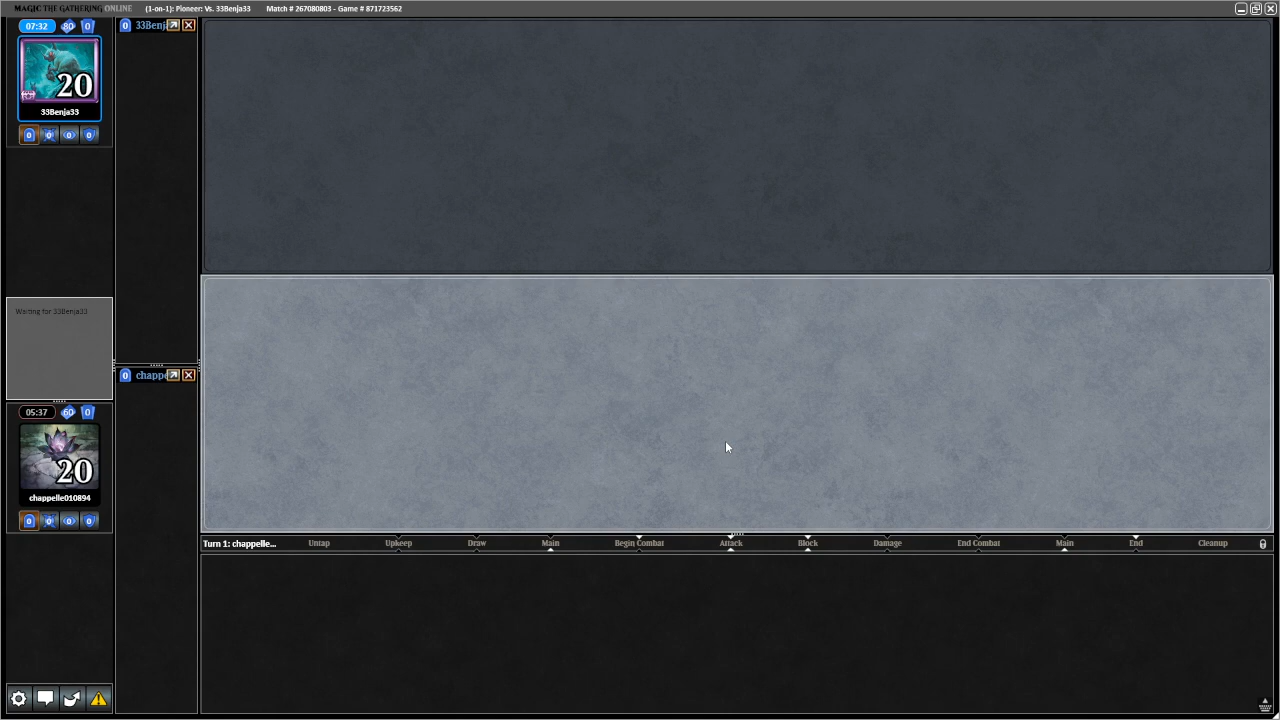 MAGIC THE GATHERING ONLINE (1-on-1): Pioneer: Vs. 33Benja33 Match # 267080803 - Game # 871723562
07:32 80 0
20
33Benja33
0 0 0 0
0 33Benj
Waiting for 33Benja33
05:37 60 0
20
chappelle010894
0 0 0 0
0 chappe
Turn 1: chappelle... Untap Upkeep Draw Main Begin Combat Attack Block Damage End Combat Main End Cleanup